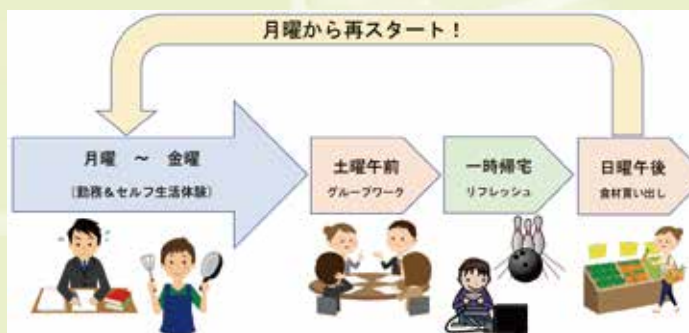 月曜から再スタート！
月曜　～　金曜
（勤務＆セルフ生活体験）
土曜午前
グループワーク
一時帰宅
リフレッシュ
日曜午後
食材買い出し